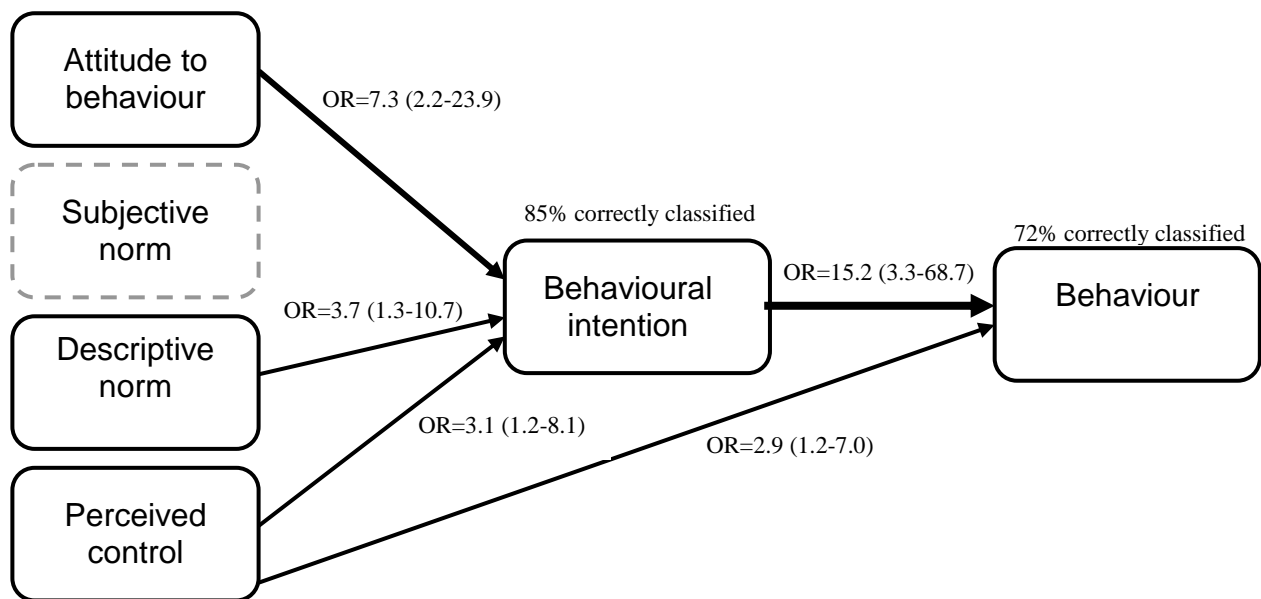 Attitude to
behaviour
OR=7.3 (2.2-23.9)
Subjective
norm
85% correctly classified
72% correctly classified
Behavioural
intention
OR=15.2 (3.3-68.7)
Behaviour
OR=3.7 (1.3-10.7)
Descriptive
norm
OR=3.1 (1.2-8.1)
OR=2.9 (1.2-7.0)
Perceived
control